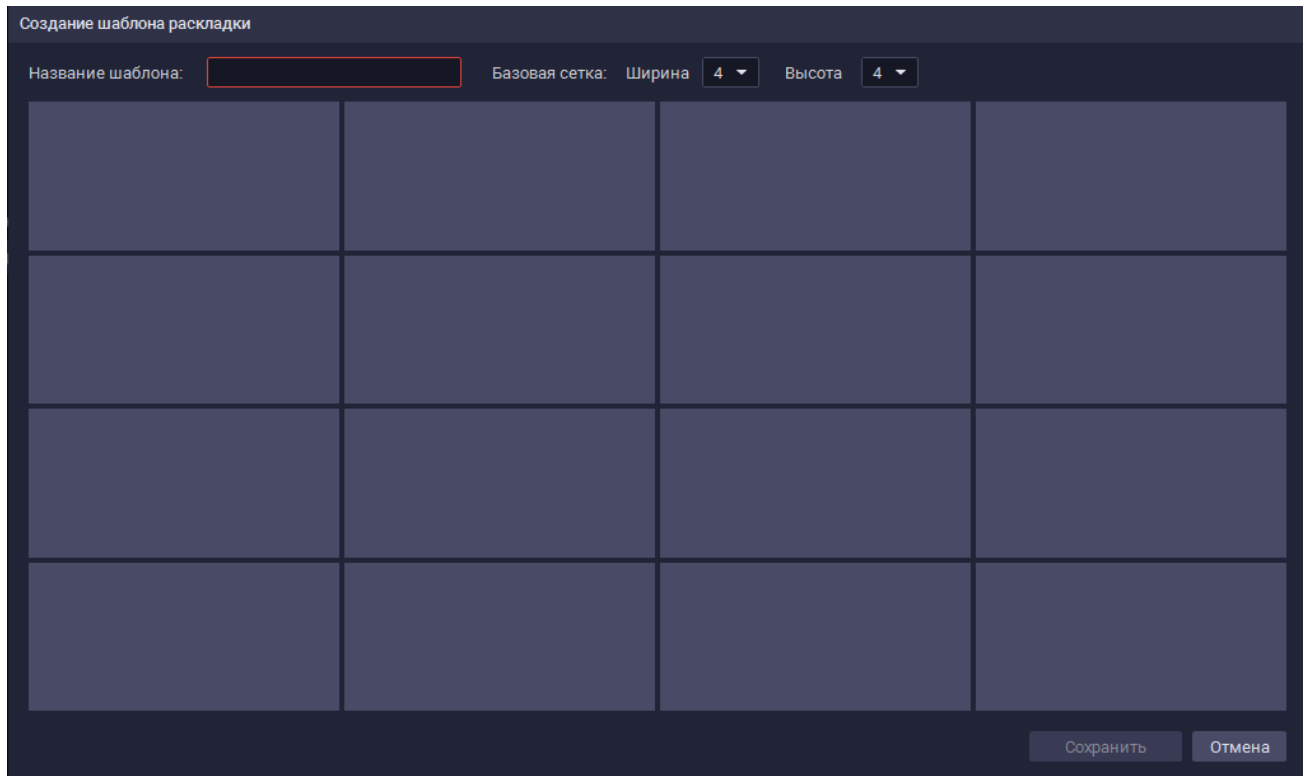 Создание шаблона раскладки
Название шаблона: Базовая сетка: Ширина 4 Высота 4
Сохранить Отмена